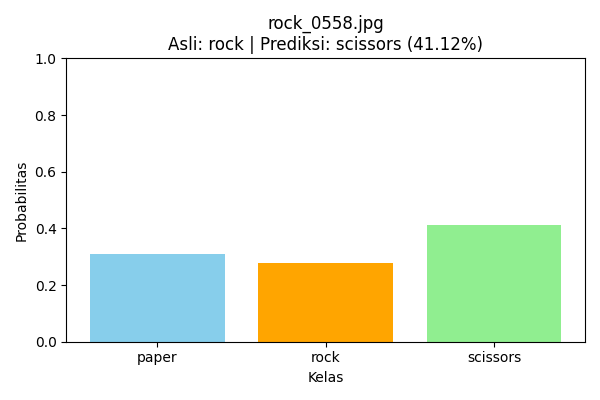 rock_0558.jpg
Asli: rock | Prediksi: scissors (41.12%)
1.0
0.8
0.6
0.4
0.2
0.0
Probabilitas
paper
rock
scissors
Kelas